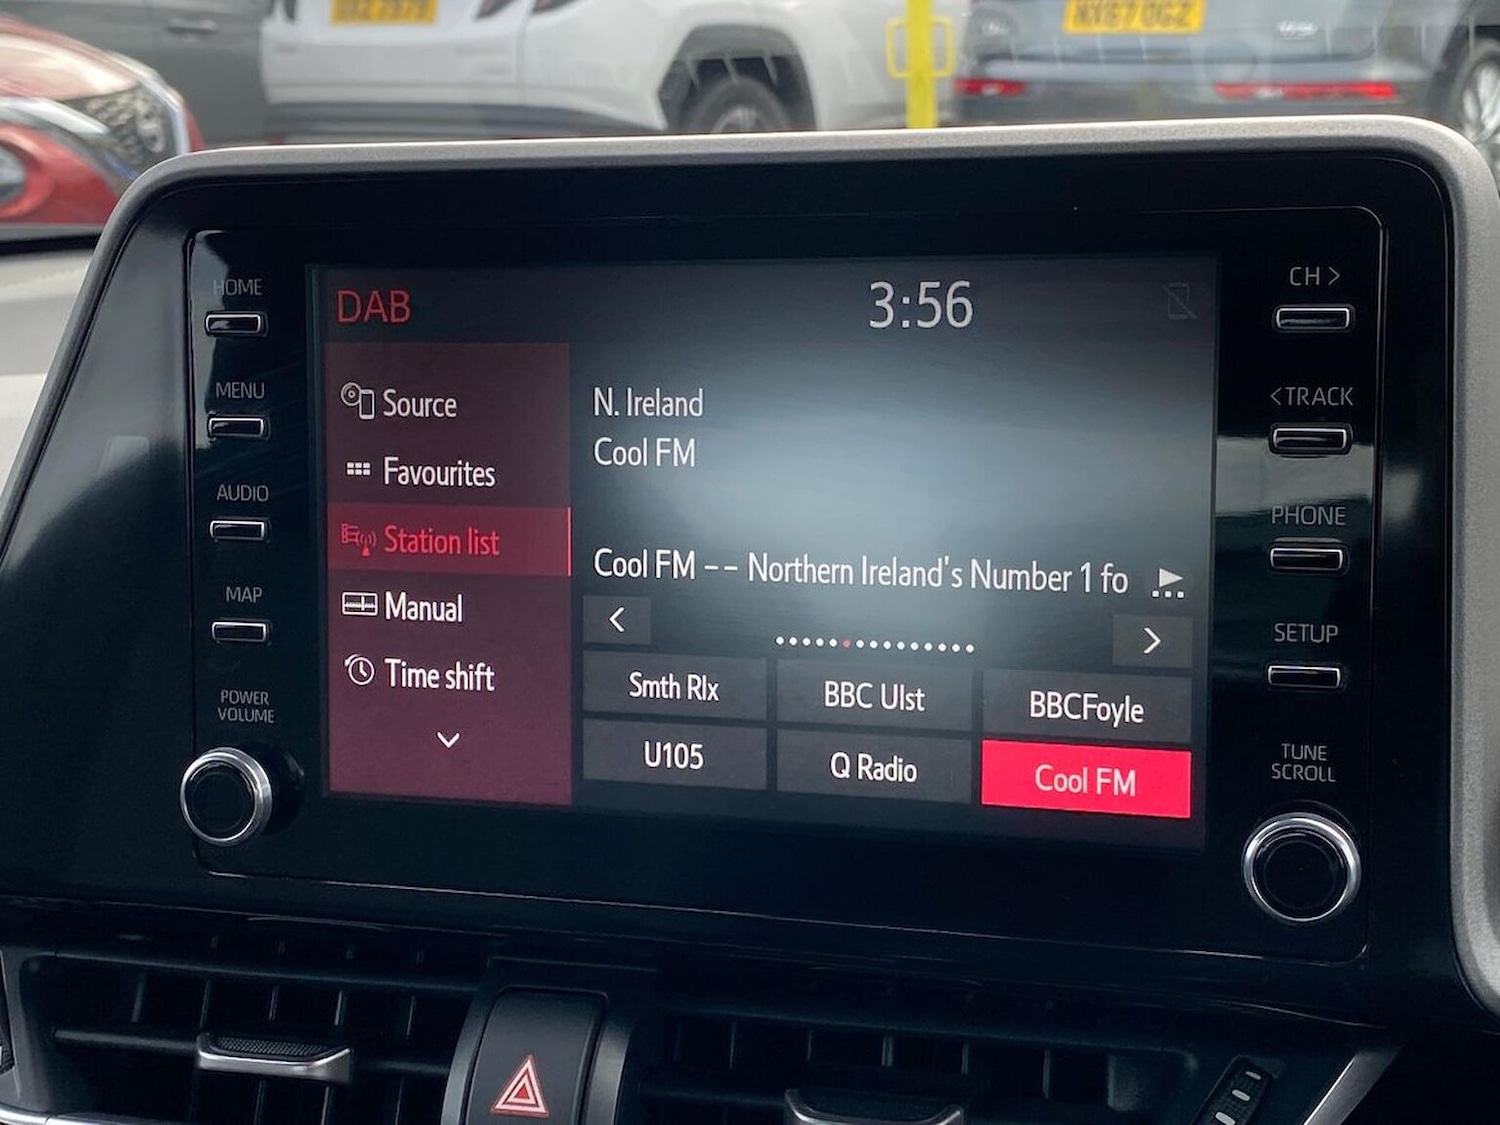 HOME
MENU
AUDIO
MAP
POWER
VOLUME
DAB
3:56
Source
Favourites
Station list
Manual
Time shift
N. Ireland
Cool FM
Cool FM -- Northern Ireland's Number 1 fo
Smth Rlx
BBC Ulst
BBCFoyle
U105
Q Radio
Cool FM
CH >
< TRACK
PHONE
SETUP
TUNE
SCROLL